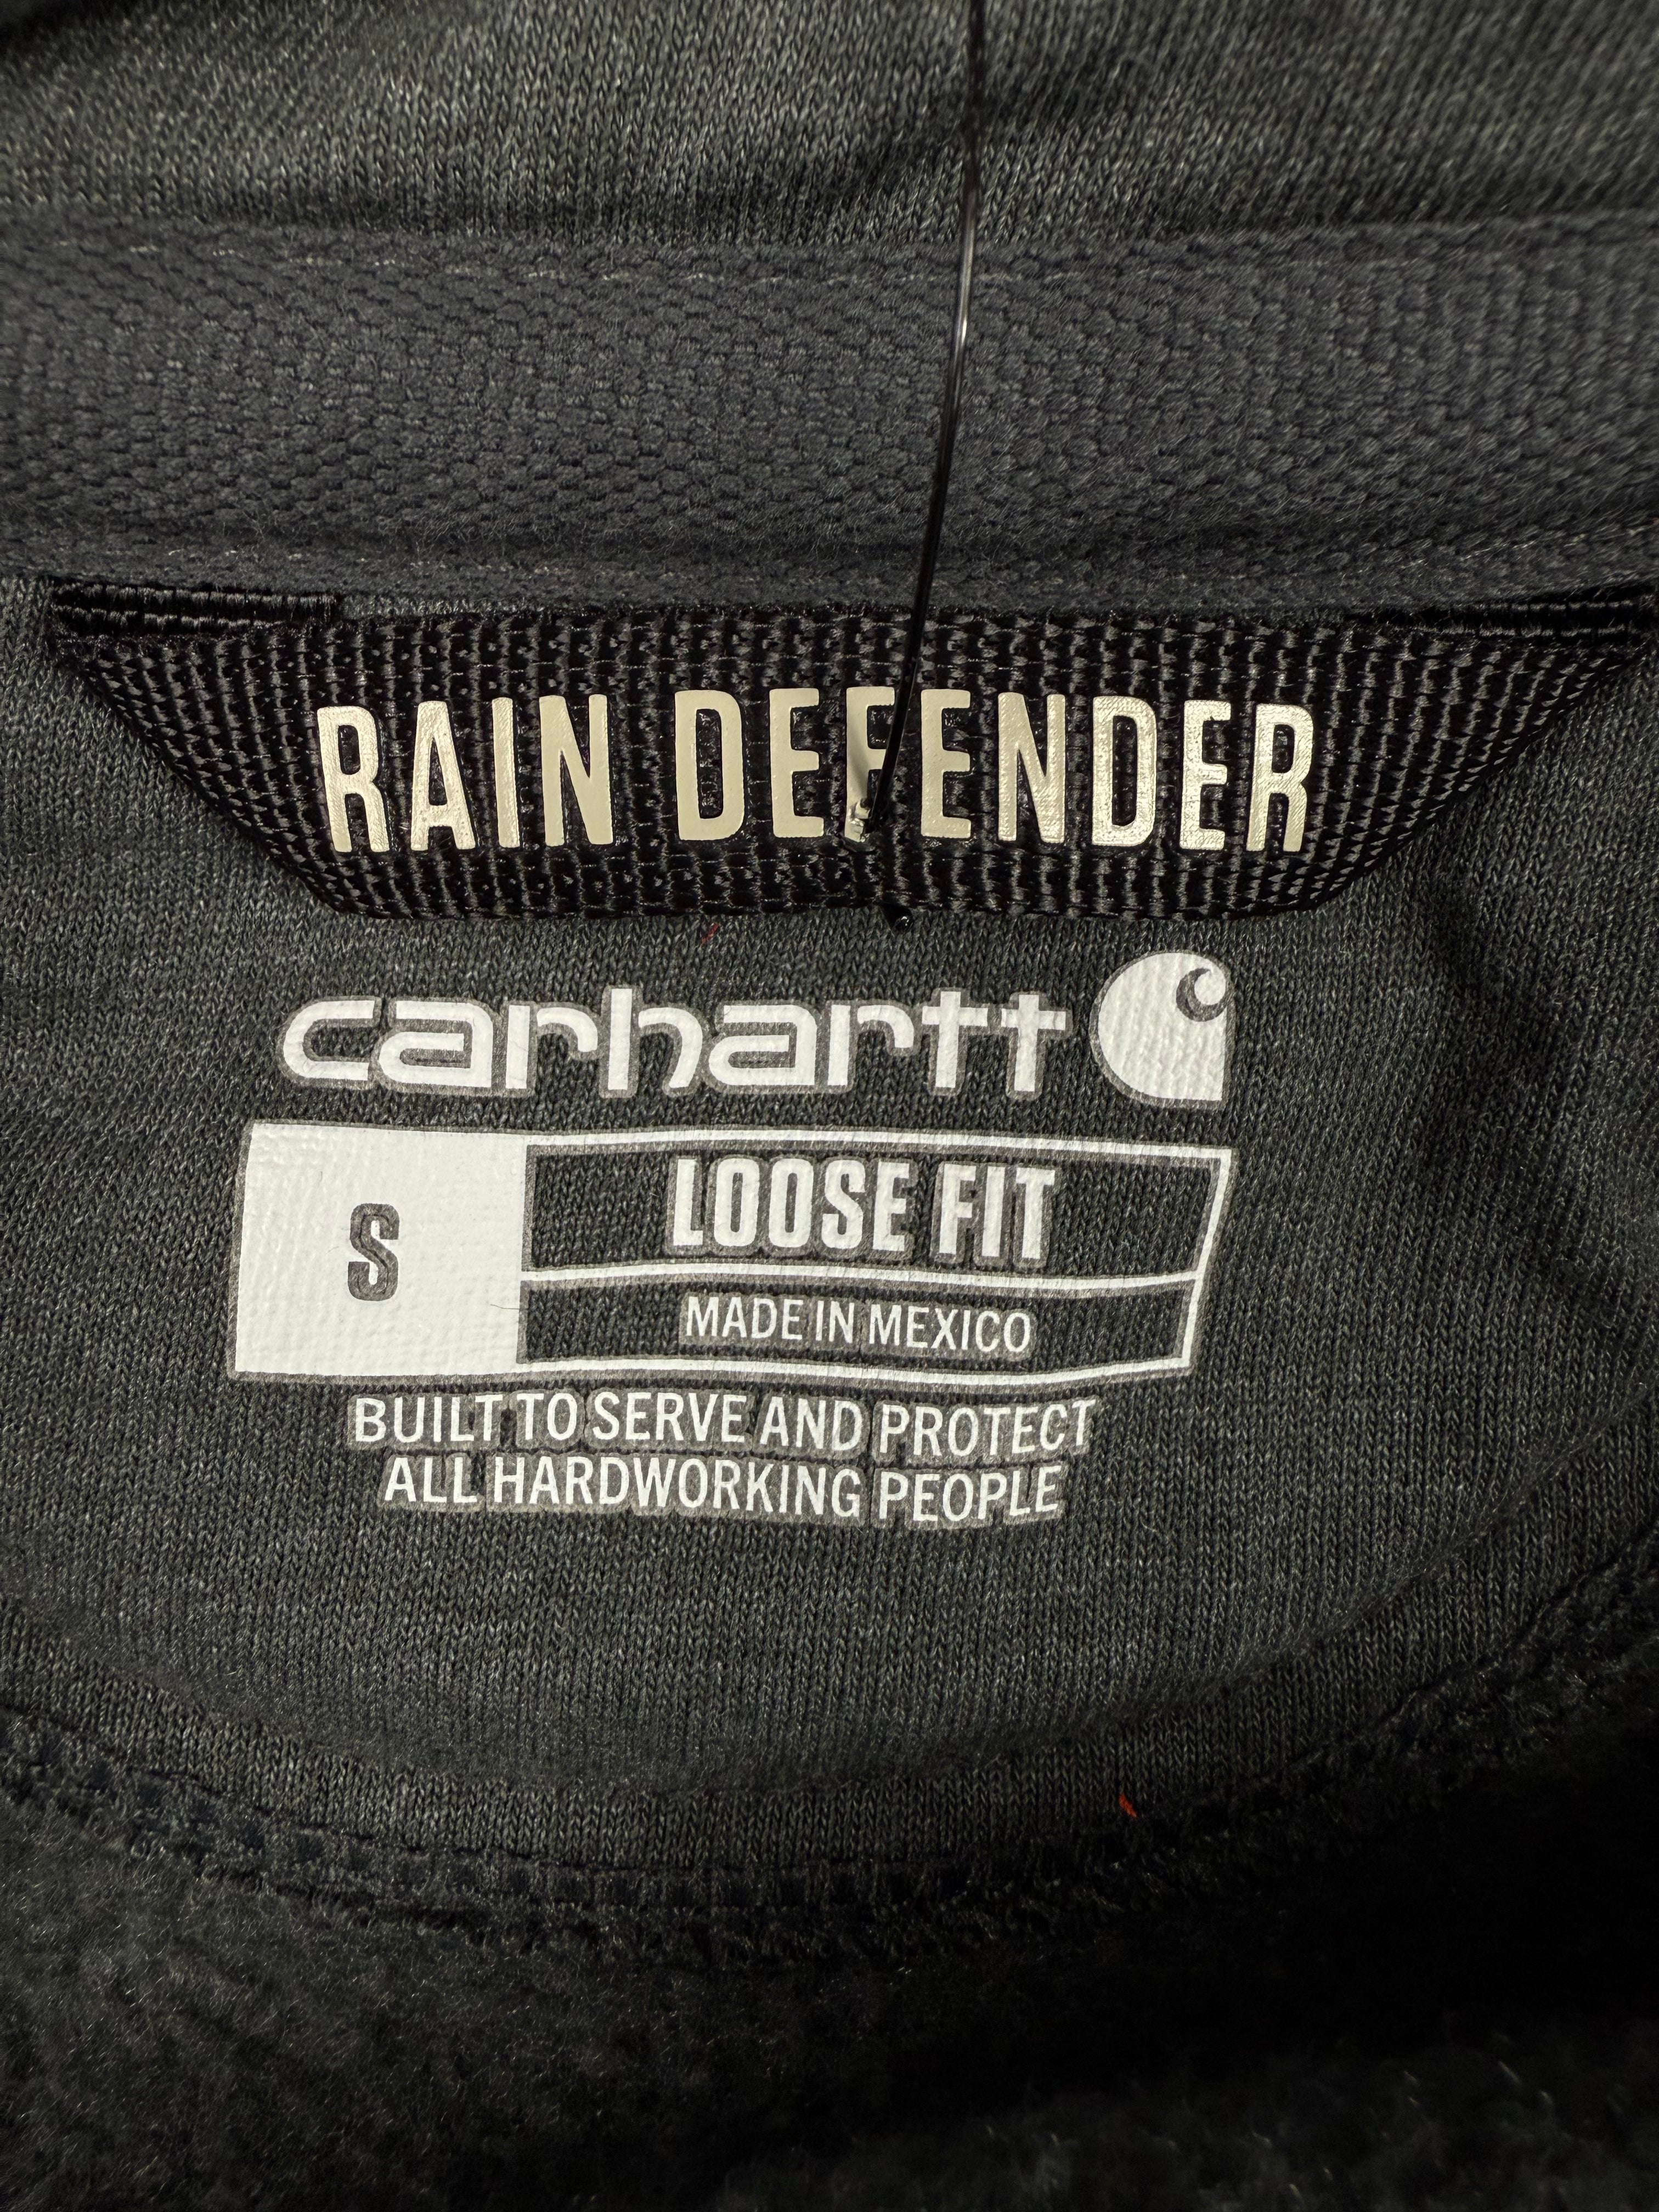 RAIN DEFENDER
carhartt
S
LOOSE FIT
MADE IN MEXICO
BUILT TO SERVE AND PROTECT
ALL HARDWORKING PEOPLE